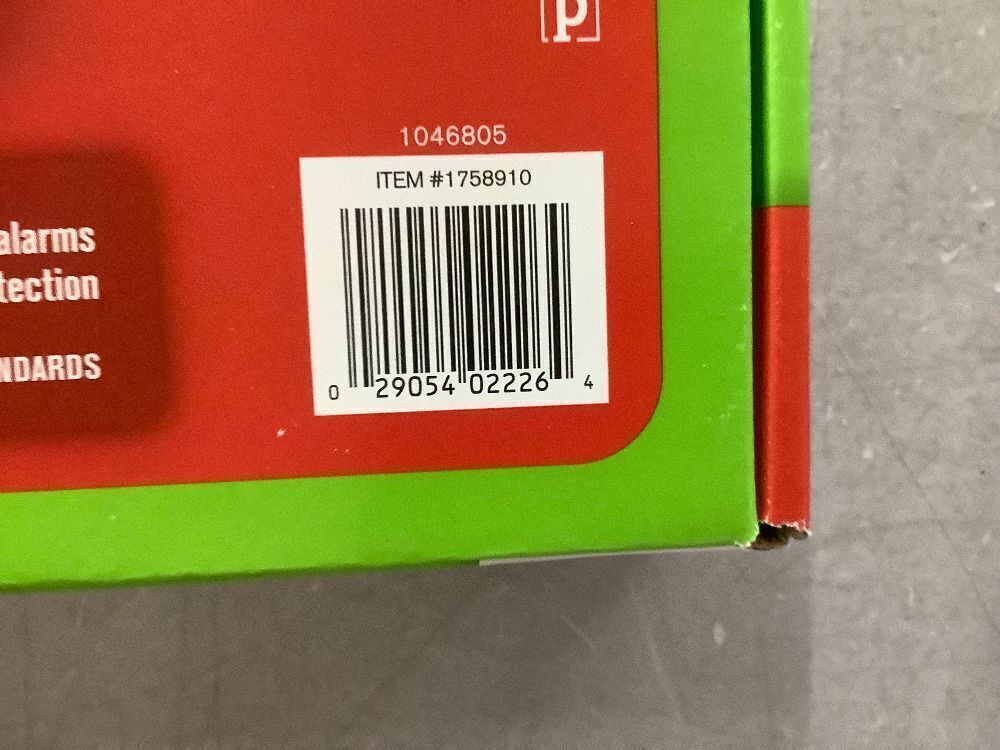 p
1046805
ITEM #1758910
alarms
tection
NDARDS
0 29054 02226 4